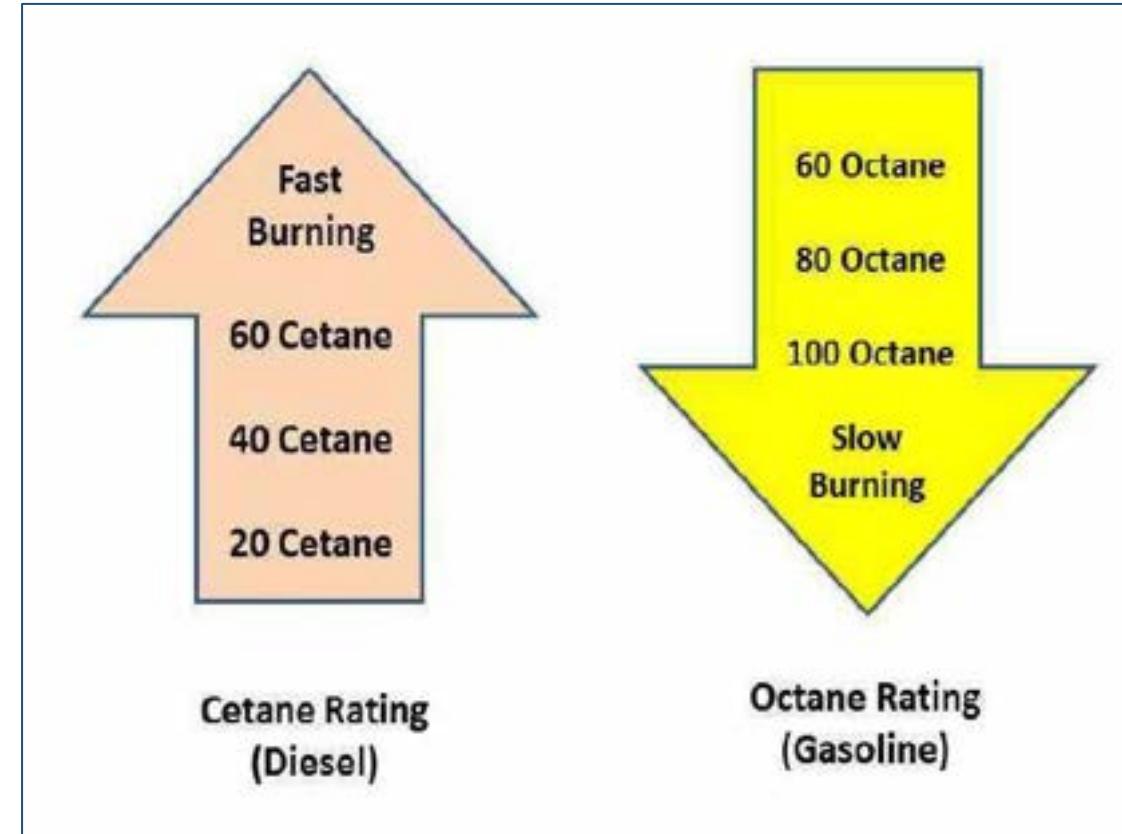 Fast
Burning
60 Cetane
40 Cetane
20 Cetane
Cetane Rating
(Diesel)
60 Octane
80 Octane
100 Octane
Slow
Burning
Octane Rating
(Gasoline)